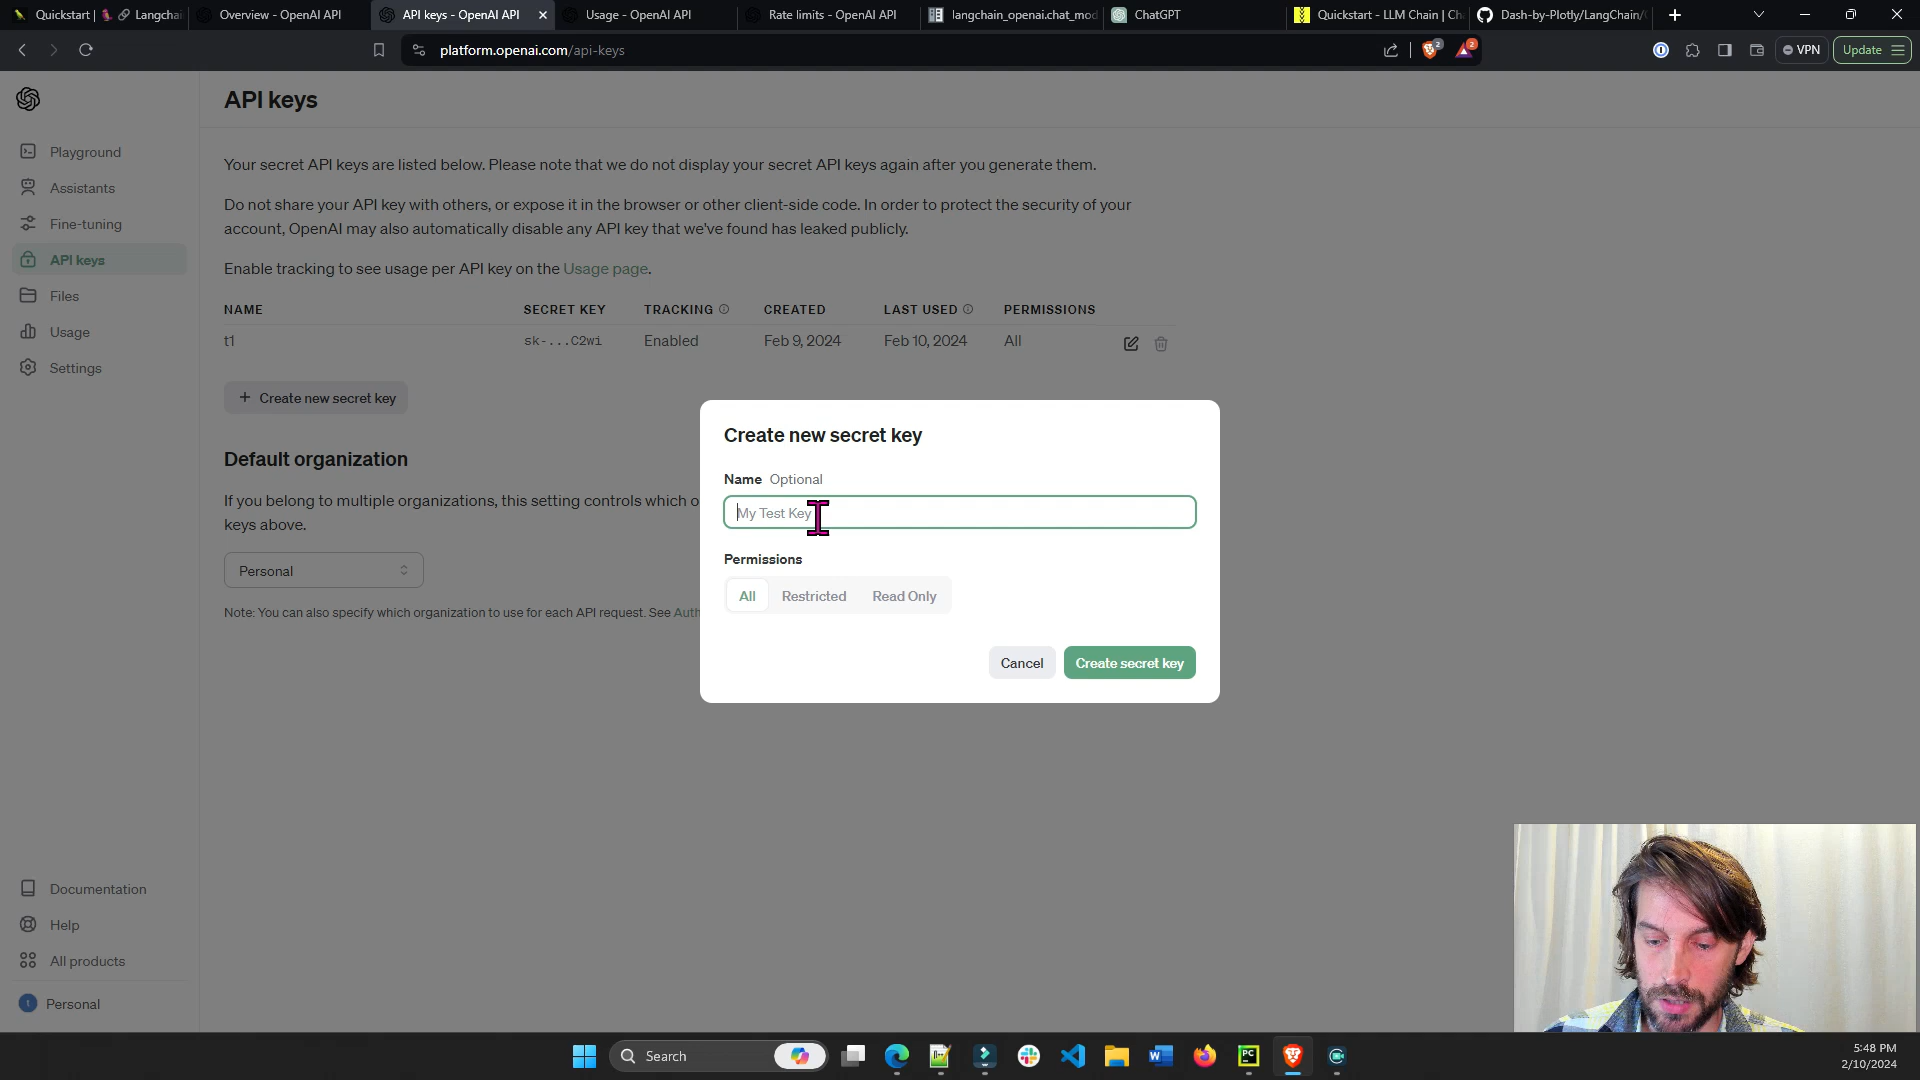 Quickstart | 🦜🔗 Langchai
Overview - OpenAI API
API keys - OpenAI API
Usage - OpenAI API
Rate limits - OpenAI API
langchain_openai.chat_mod
ChatGPT
Quickstart - LLM Chain | Ch
Dash-by-Plotly/LangChain/
platform.openai.com/api-keys
2
2
VPN
Update
API keys
Playground
Assistants
Fine-tuning
API keys
Files
Usage
Settings
Your secret API keys are listed below. Please note that we do not display your secret API keys again after you generate them.
Do not share your API key with others, or expose it in the browser or other client-side code. In order to protect the security of your
account, OpenAI may also automatically disable any API key that we've found has leaked publicly.
Enable tracking to see usage per API key on the Usage page.
NAME SECRET KEY TRACKING CREATED LAST USED PERMISSIONS
t1 sk-...C2wi Enabled Feb 9, 2024 Feb 10, 2024 All
+ Create new secret key
Default organization
If you belong to multiple organizations, this setting controls which o
keys above.
Personal
Note: You can also specify which organization to use for each API request. See Auth
Create new secret key
Name Optional
My Test Key
Permissions
All Restricted Read Only
Cancel
Create secret key
Documentation
Help
All products
Personal
Search
PC
5:48 PM
2/10/2024